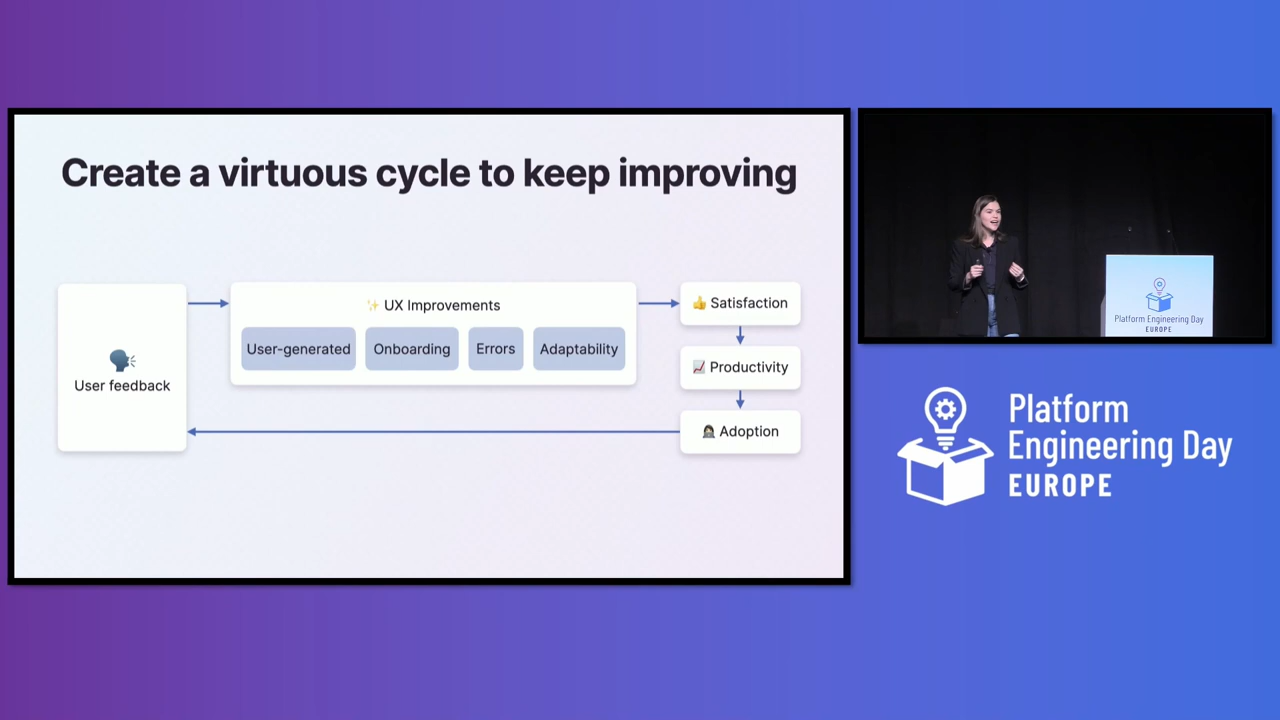 Create a virtuous cycle to keep improving
User feedback
✨ UX Improvements
User-generated
Onboarding
Errors
Adaptability
👍 Satisfaction
📈 Productivity
Adoption
Platform Engineering Day
EUROPE
Platform
Engineering Day
EUROPE